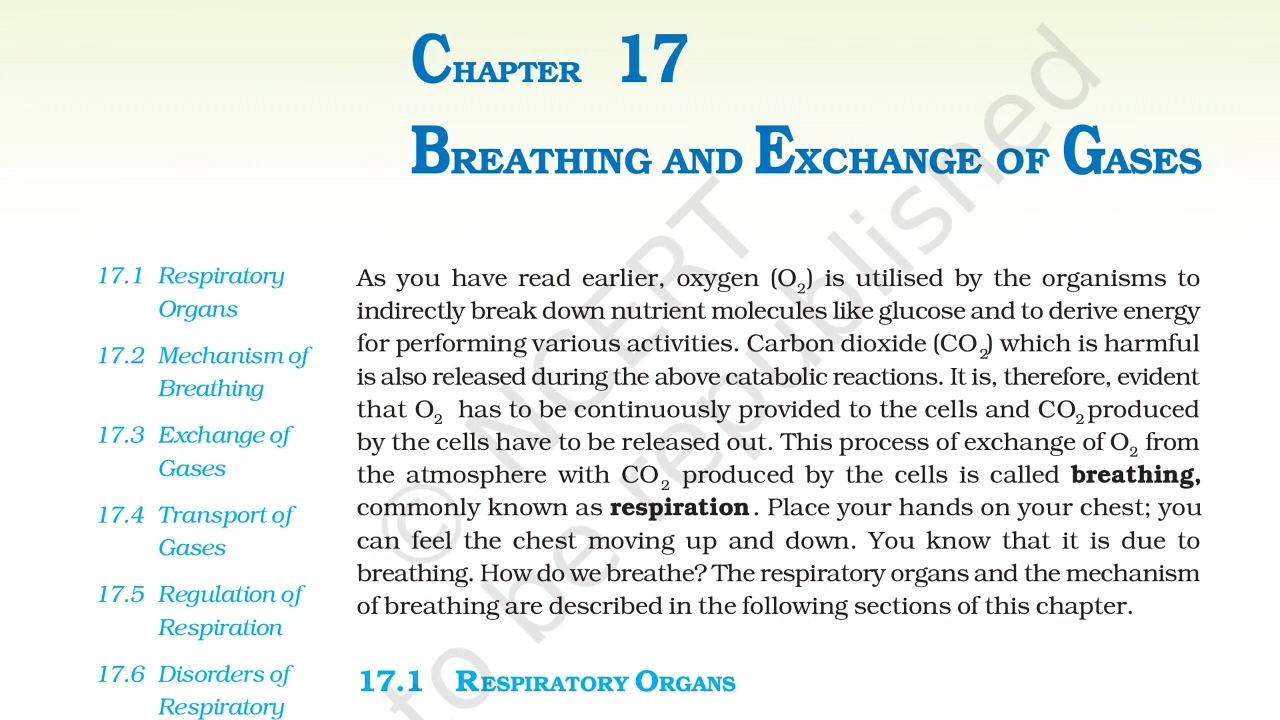 CHAPTER 17
BREATHING AND EXCHANGE OF GASES
17.1 Respiratory
Organs
17.2 Mechanism of
Breathing
17.3 Exchange of
Gases
17.4 Transport of
Gases
17.5 Regulation of
Respiration
17.6 Disorders of
Respiratory
As you have read earlier, oxygen (O₂) is utilised by the organisms to
indirectly break down nutrient molecules like glucose and to derive energy
for performing various activities. Carbon dioxide (CO₂) which is harmful
is also released during the above catabolic reactions. It is, therefore, evident
that O₂ has to be continuously provided to the cells and CO₂ produced
by the cells have to be released out. This process of exchange of O₂ from
the atmosphere with CO₂ produced by the cells is called breathing,
commonly known as respiration. Place your hands on your chest; you
can feel the chest moving up and down. You know that it is due to
breathing. How do we breathe? The respiratory organs and the mechanism
of breathing are described in the following sections of this chapter.
17.1 RESPIRATORY ORGANS
© NCERT
to be republished